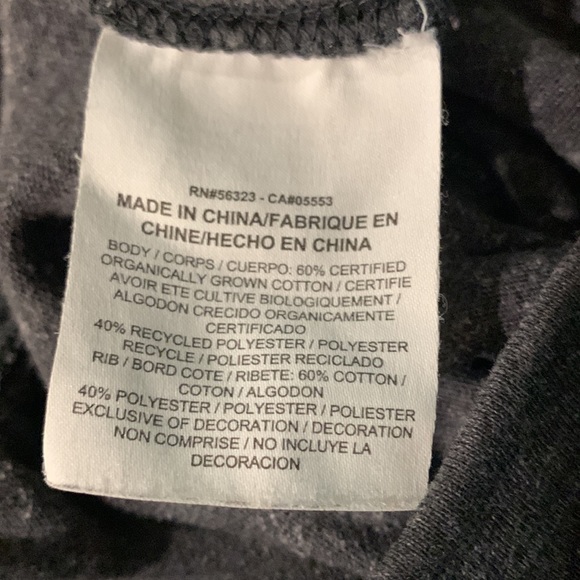 RN#56323 - CA#05553
MADE IN CHINA/FABRIQUE EN
CHINE/HECHO EN CHINA
BODY / CORPS / CUERPO: 60% CERTIFIED
ORGANICALLY GROWN COTTON / CERTIFIE
AVOIR ETE CULTIVE BIOLOGIQUEMENT /
ALGODON CRECIDO ORGANICAMENTE
CERTIFICADO
40% RECYCLED POLYESTER / POLYESTER
RECYCLE / POLIESTER RECICLADO
RIB / BORD COTE / RIBETE: 60% COTTON /
COTON / ALGODON
40% POLYESTER / POLYESTER / POLIESTER
EXCLUSIVE OF DECORATION / DECORATION
NON COMPRISE / NO INCLUYE LA
DECORACION